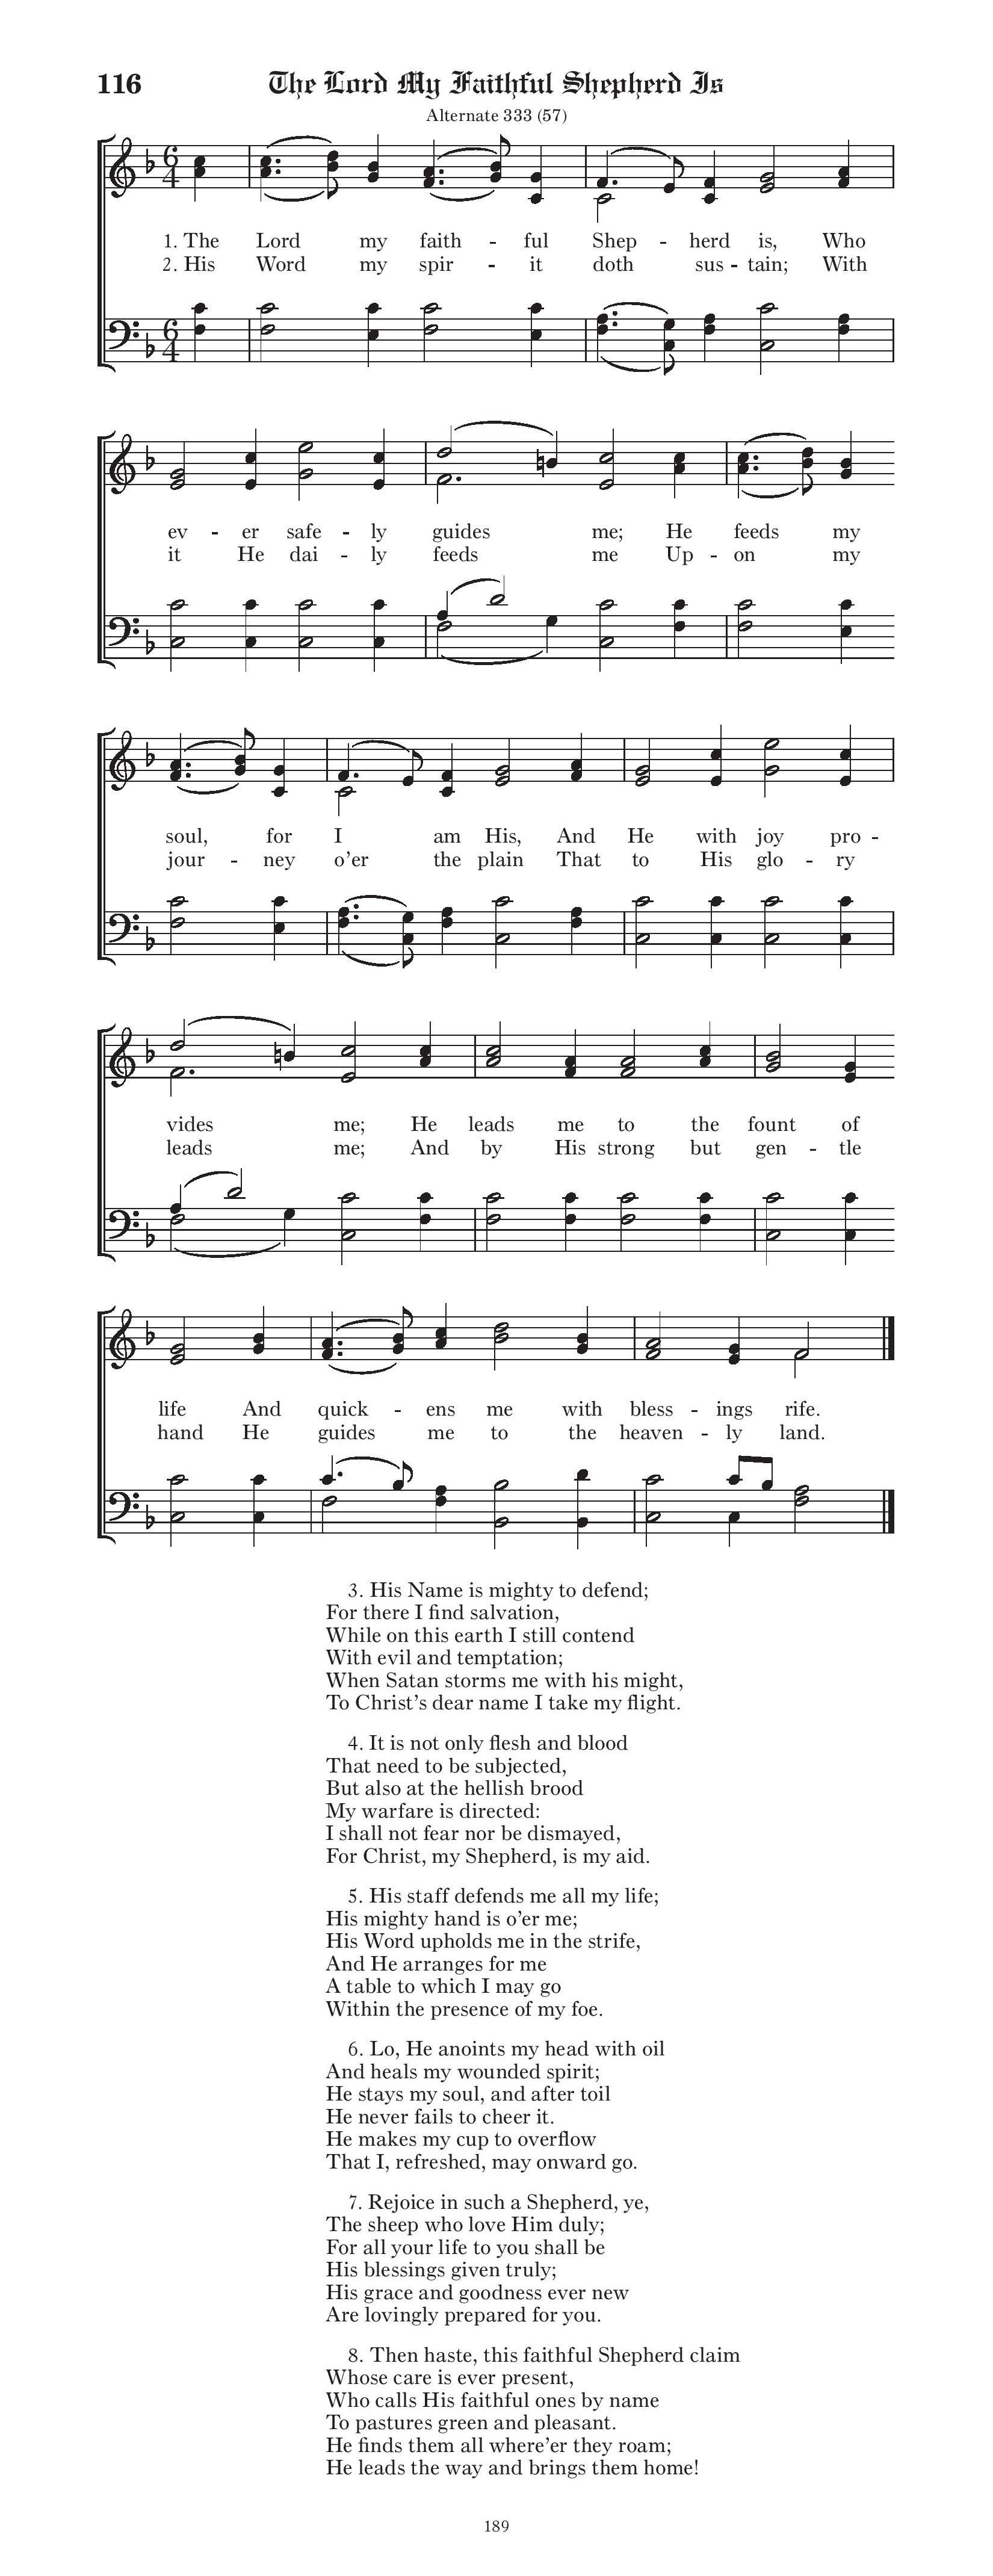 116 The Lord My Faithful Shepherd Is
Alternate 333 (57)
1. The Lord my faith - ful Shep - herd is, Who
2. His Word my spir - it doth sus - tain; With
ev - er safe - ly guides me; He feeds my
it He dai - ly feeds me Up - on my
soul, for I am His, And He with joy pro -
jour - ney o’er the plain That to His glo - ry
vides me; He leads me to the fount of
leads me; And by His strong but gen - tle
life And quick - ens me with bless - ings rife.
hand He guides me to the heaven - ly land.
3. His Name is mighty to defend;
For there I find salvation,
While on this earth I still contend
With evil and temptation;
When Satan storms me with his might,
To Christ’s dear name I take my flight.
4. It is not only flesh and blood
That need to be subjected,
But also at the hellish brood
My warfare is directed:
I shall not fear nor be dismayed,
For Christ, my Shepherd, is my aid.
5. His staff defends me all my life;
His mighty hand is o’er me;
His Word upholds me in the strife,
And He arranges for me
A table to which I may go
Within the presence of my foe.
6. Lo, He anoints my head with oil
And heals my wounded spirit;
He stays my soul, and after toil
He never fails to cheer it.
He makes my cup to overflow
That I, refreshed, may onward go.
7. Rejoice in such a Shepherd, ye,
The sheep who love Him duly;
For all your life to you shall be
His blessings given truly;
His grace and goodness ever new
Are lovingly prepared for you.
8. Then haste, this faithful Shepherd claim
Whose care is ever present,
Who calls His faithful ones by name
To pastures green and pleasant.
He finds them all where’er they roam;
He leads the way and brings them home!
189